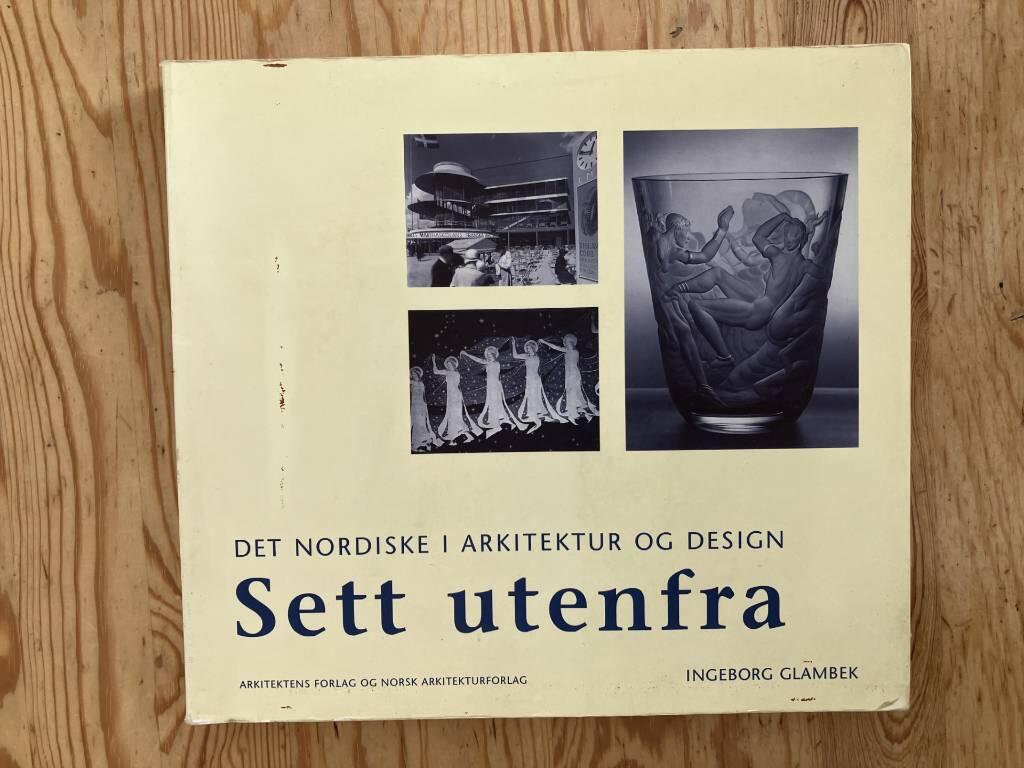 DET NORDISKE I ARKITEKTUR OG DESIGN
Sett utenfra
ARKITEKTENS FORLAG OG NORSK ARKITEKTURFORLAG
INGEBORG GLAMBEK